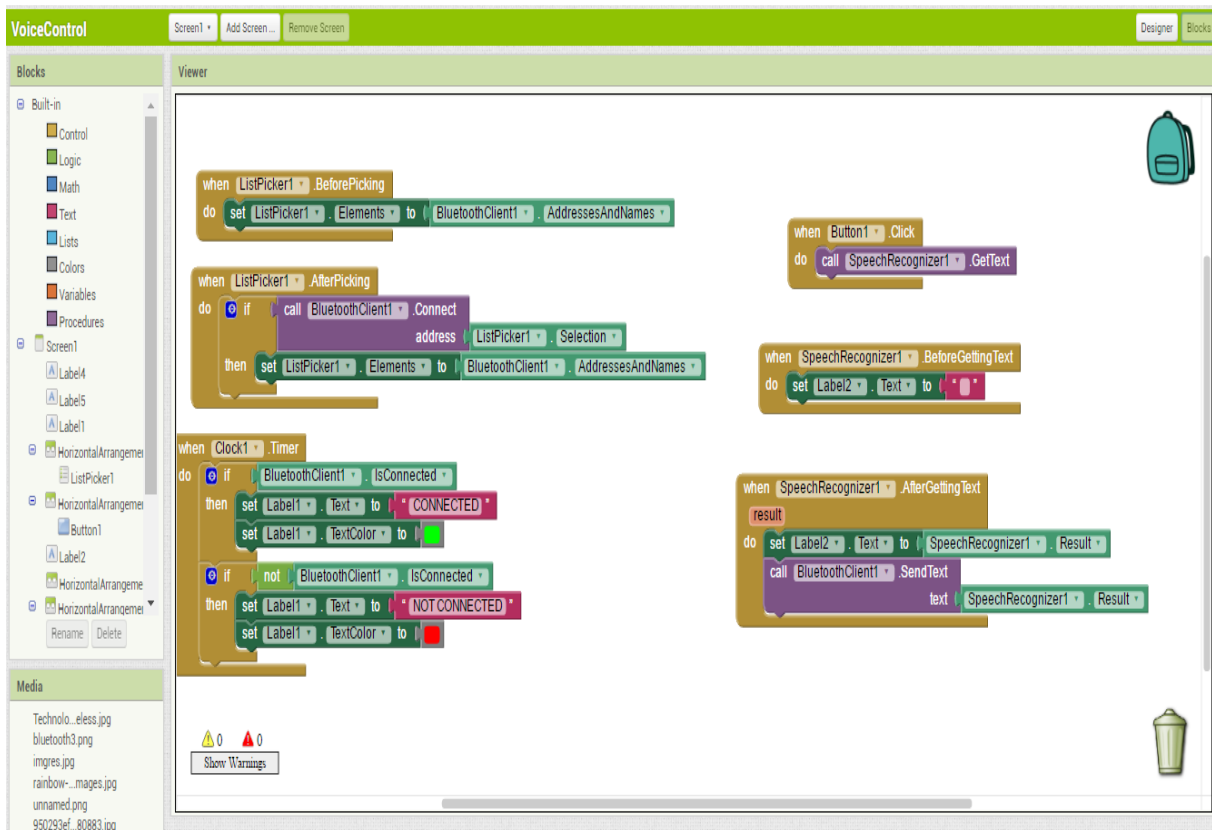 VoiceControl
Screen1 Add Screen ... Remove Screen
Designer Blocks
Blocks
Viewer
Built-in
Control
Logic
Math
Text
Lists
Colors
Variables
Procedures
Screen1
Label4
Label5
Label1
HorizontalArrangemer
ListPicker1
HorizontalArrangemer
Button1
Label2
HorizontalArrangeme
HorizontalArrangemer
Rename Delete
Media
Technolo...eless.jpg
bluetooth3.png
imgres.jpg
rainbow-...mages.jpg
unnamed.png
950293ef...80883.jpg
when ListPicker1 .BeforePicking
do set ListPicker1 . Elements to BluetoothClient1 . AddressesAndNames
when ListPicker1 .AfterPicking
do if call BluetoothClient1 .Connect
address ListPicker1 . Selection
then set ListPicker1 . Elements to BluetoothClient1 . AddressesAndNames
when Clock1 .Timer
do if BluetoothClient1 . IsConnected
then set Label1 . Text to " CONNECTED "
set Label1 . TextColor to
if not BluetoothClient1 . IsConnected
then set Label1 . Text to " NOT CONNECTED "
set Label1 . TextColor to
when Button1 .Click
do call SpeechRecognizer1 .GetText
when SpeechRecognizer1 .BeforeGettingText
do set Label2 . Text to " "
when SpeechRecognizer1 .AfterGettingText
result
do set Label2 . Text to SpeechRecognizer1 . Result
call BluetoothClient1 .SendText
text SpeechRecognizer1 . Result
0 0
Show Warnings